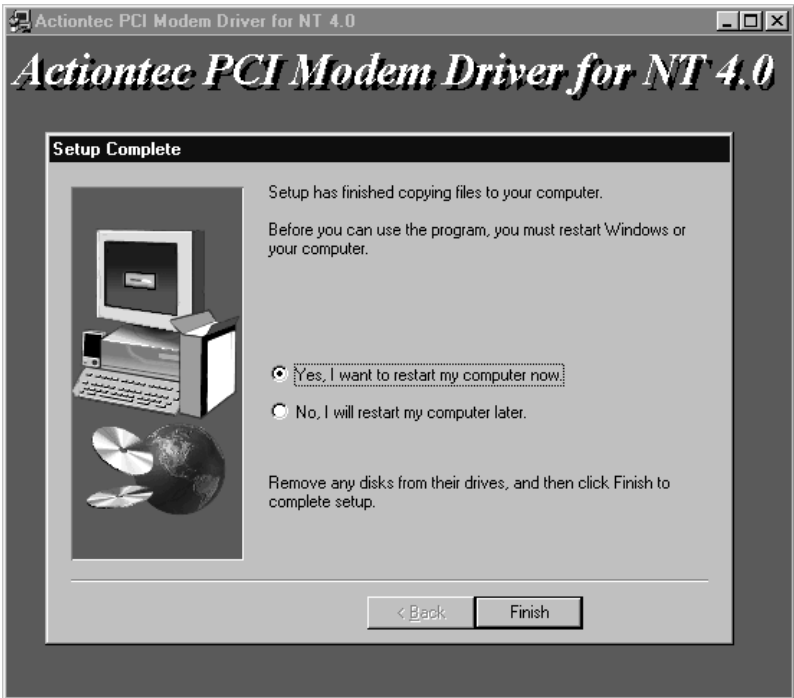 Actiontec PCI Modem Driver for NT 4.0
Actiontec PCI Modem Driver for NT 4.0
Setup Complete
Setup has finished copying files to your computer.
Before you can use the program, you must restart Windows or
your computer.
Yes, I want to restart my computer now.
No, I will restart my computer later.
Remove any disks from their drives, and then click Finish to
complete setup.
< Back Finish